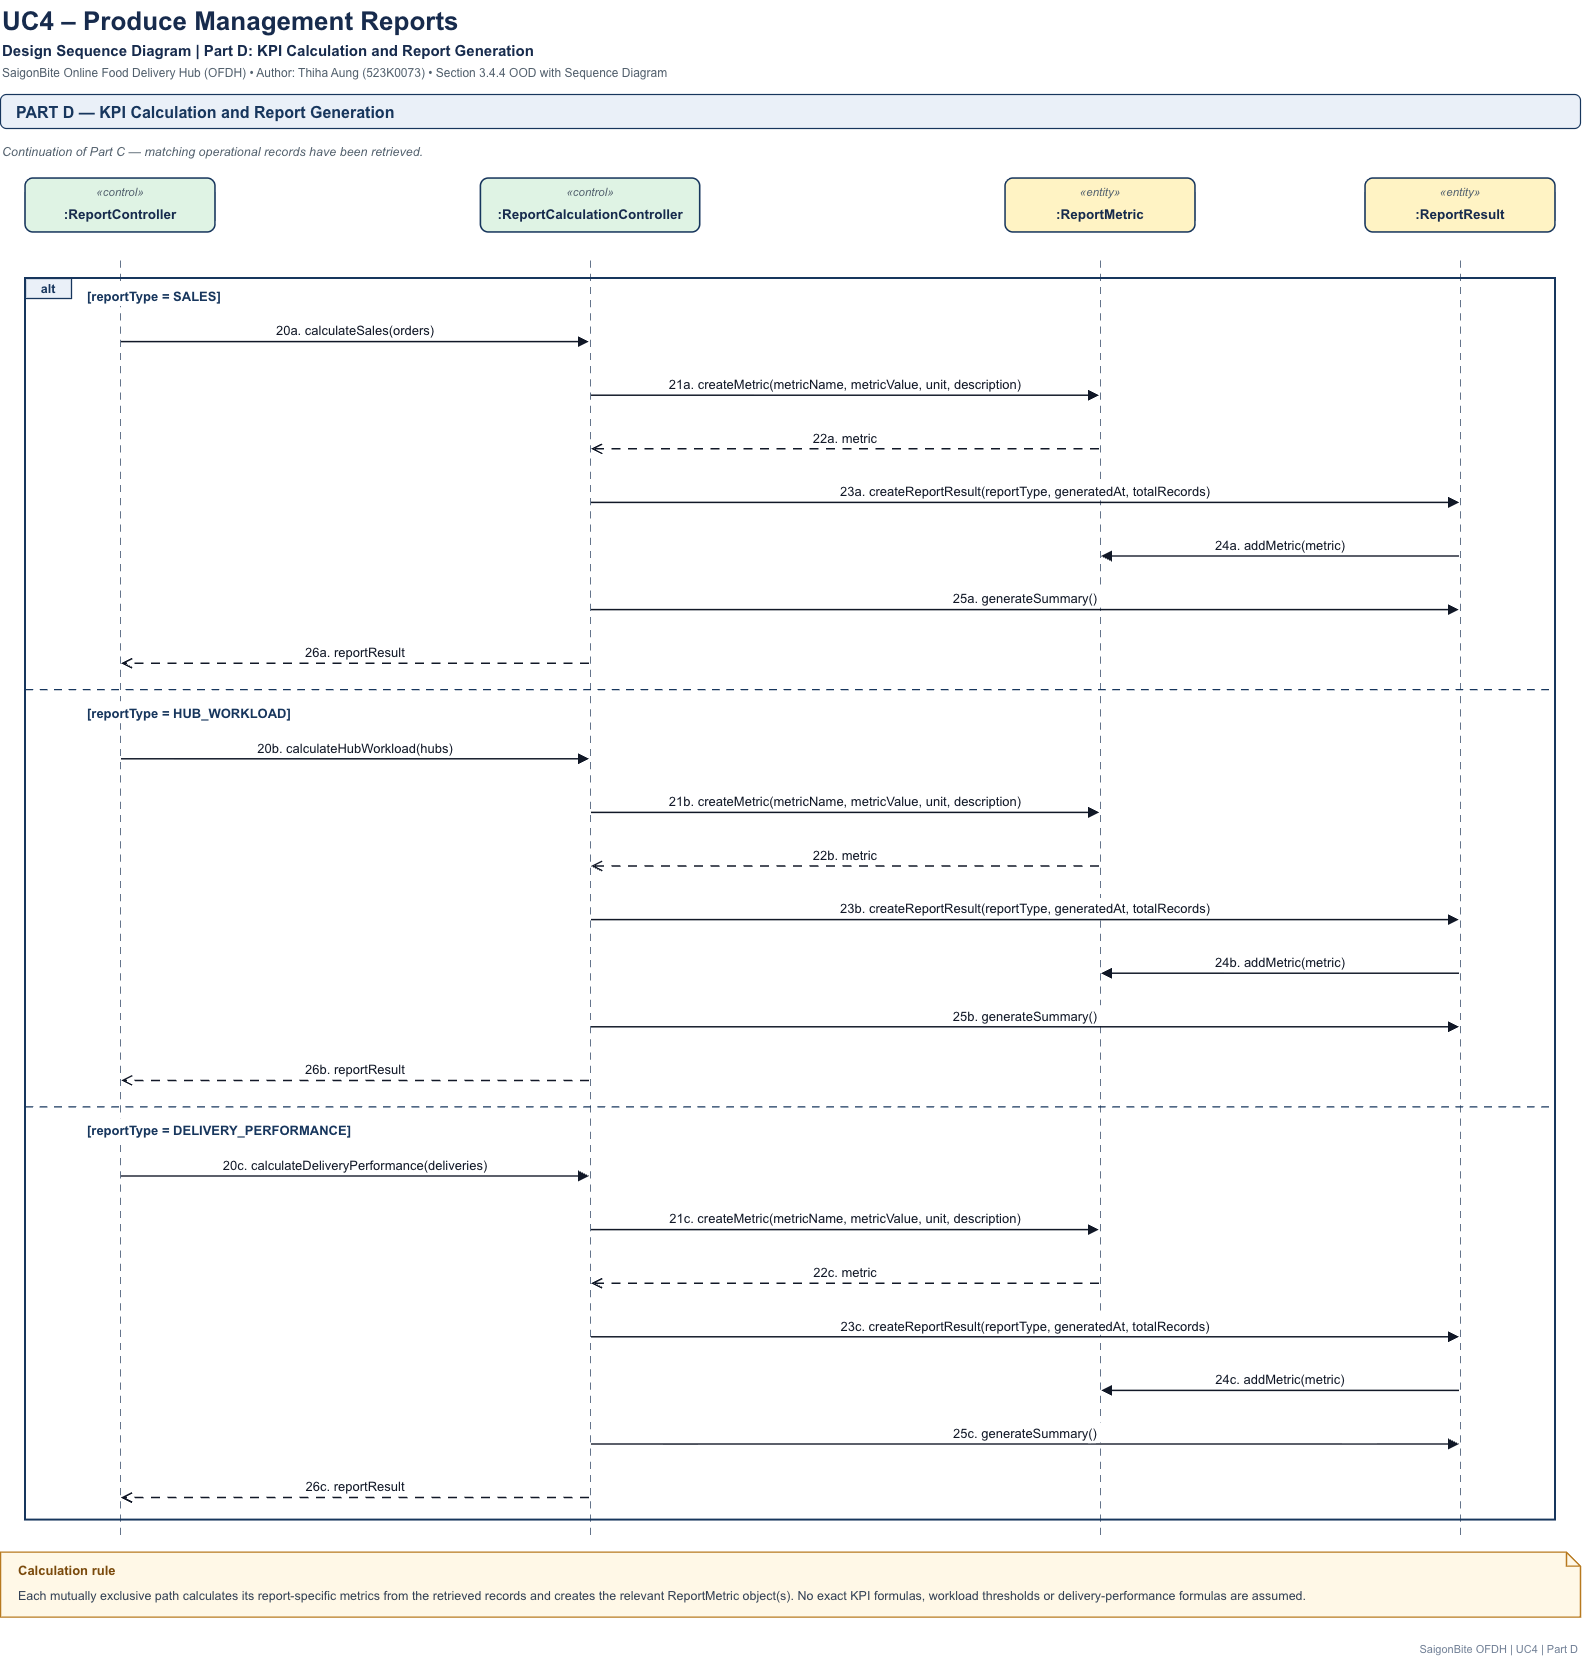 UC4 – Produce Management Reports
Design Sequence Diagram | Part D: KPI Calculation and Report Generation
SaigonBite Online Food Delivery Hub (OFDH) • Author: Thiha Aung (523K0073) • Section 3.4.4 OOD with Sequence Diagram
PART D — KPI Calculation and Report Generation
Continuation of Part C — matching operational records have been retrieved.
«control»
:ReportController
«control»
:ReportCalculationController
«entity»
:ReportMetric
«entity»
:ReportResult
alt
[reportType = SALES]
20a. calculateSales(orders)
21a. createMetric(metricName, metricValue, unit, description)
22a. metric
23a. createReportResult(reportType, generatedAt, totalRecords)
24a. addMetric(metric)
25a. generateSummary()
26a. reportResult
[reportType = HUB_WORKLOAD]
20b. calculateHubWorkload(hubs)
21b. createMetric(metricName, metricValue, unit, description)
22b. metric
23b. createReportResult(reportType, generatedAt, totalRecords)
24b. addMetric(metric)
25b. generateSummary()
26b. reportResult
[reportType = DELIVERY_PERFORMANCE]
20c. calculateDeliveryPerformance(deliveries)
21c. createMetric(metricName, metricValue, unit, description)
22c. metric
23c. createReportResult(reportType, generatedAt, totalRecords)
24c. addMetric(metric)
25c. generateSummary()
26c. reportResult
Calculation rule
Each mutually exclusive path calculates its report-specific metrics from the retrieved records and creates the relevant ReportMetric object(s). No exact KPI formulas, workload thresholds or delivery-performance formulas are assumed.
SaigonBite OFDH | UC4 | Part D